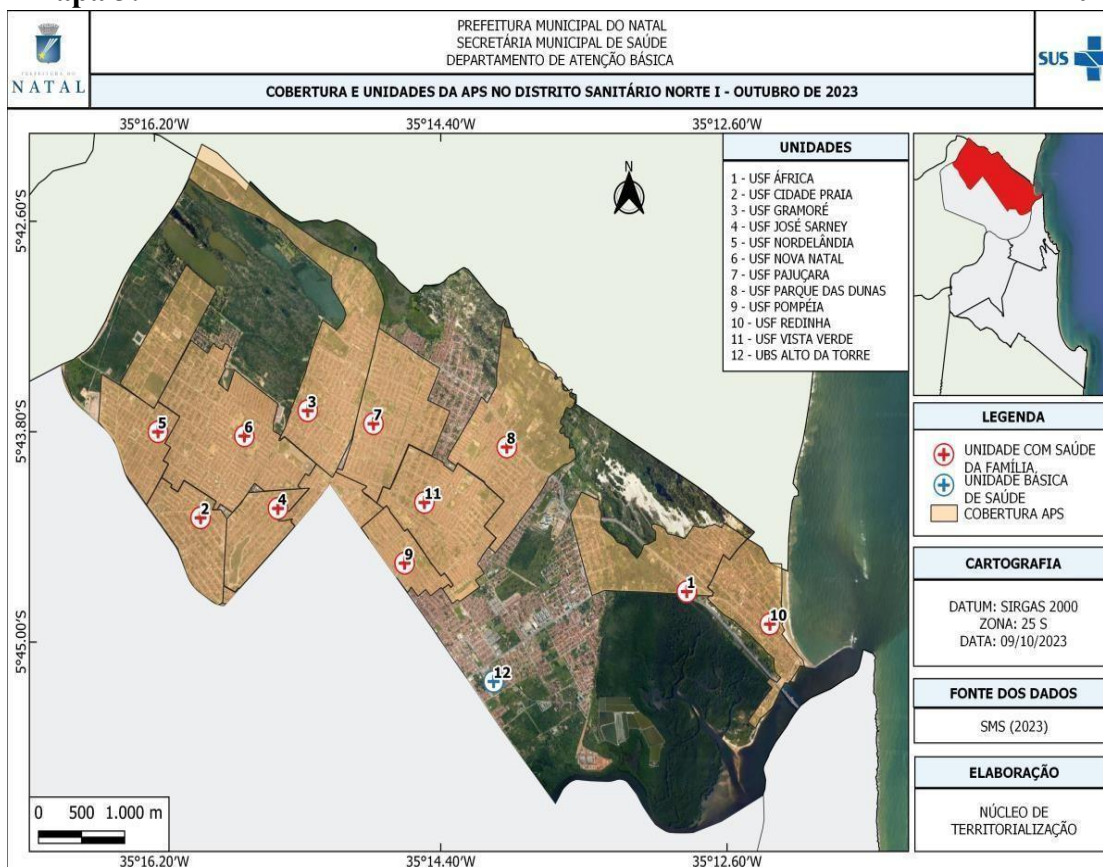 PREFEITURA MUNICIPAL DO NATAL
SECRETÁRIA MUNICIPAL DE SAÚDE
DEPARTAMENTO DE ATENÇÃO BÁSICA
PREFEITURA DO
NATAL
SUS
COBERTURA E UNIDADES DA APS NO DISTRITO SANITÁRIO NORTE I - OUTUBRO DE 2023
35°16.20'W
35°14.40'W
35°12.60'W
5°42.60'S
5°43.80'S
5°45.00'S
N
UNIDADES
1 - USF ÁFRICA
2 - USF CIDADE PRAIA
3 - USF GRAMORÉ
4 - USF JOSÉ SARNEY
5 - USF NORDELÂNDIA
6 - USF NOVA NATAL
7 - USF PAJUÇARA
8 - USF PARQUE DAS DUNAS
9 - USF POMPÉIA
10 - USF REDINHA
11 - USF VISTA VERDE
12 - UBS ALTO DA TORRE
3
7
5
6
8
11
4
2
9
1
10
12
0 500 1.000 m
35°16.20'W
35°14.40'W
35°12.60'W
LEGENDA
UNIDADE COM SAÚDE
DA FAMÍLIA
UNIDADE BÁSICA
DE SAÚDE
COBERTURA APS
CARTOGRAFIA
DATUM: SIRGAS 2000
ZONA: 25 S
DATA: 09/10/2023
FONTE DOS DADOS
SMS (2023)
ELABORAÇÃO
NÚCLEO DE
TERRITORIALIZAÇÃO